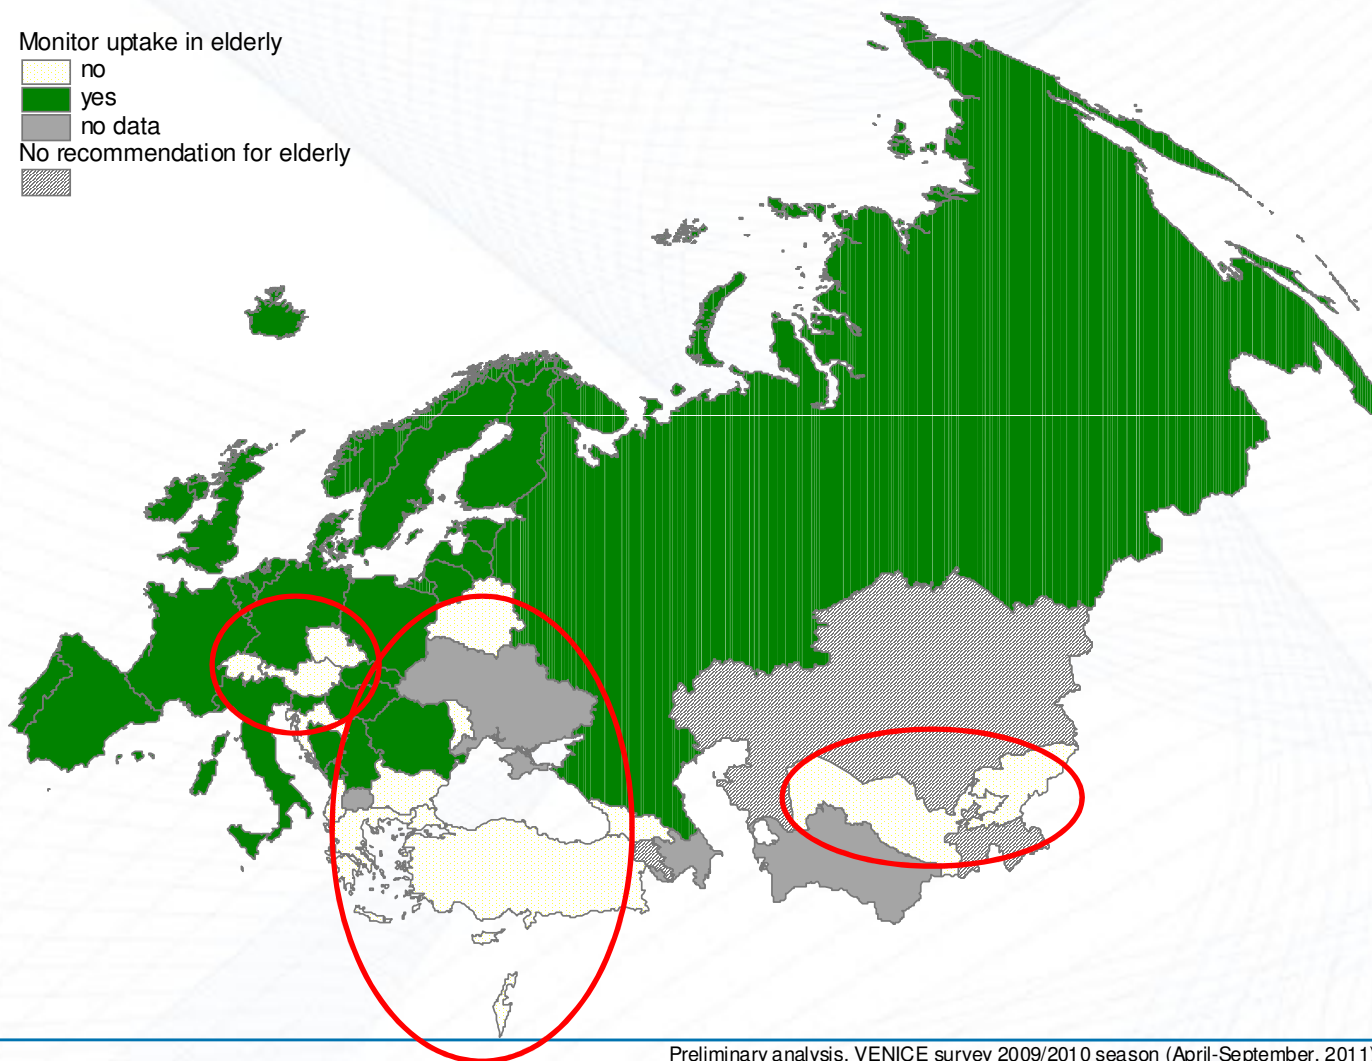 Monitor uptake in elderly
no
yes
no data
No recommendation for elderly
Preliminary analysis. VENICE survey 2009/2010 season (April-September, 2011)